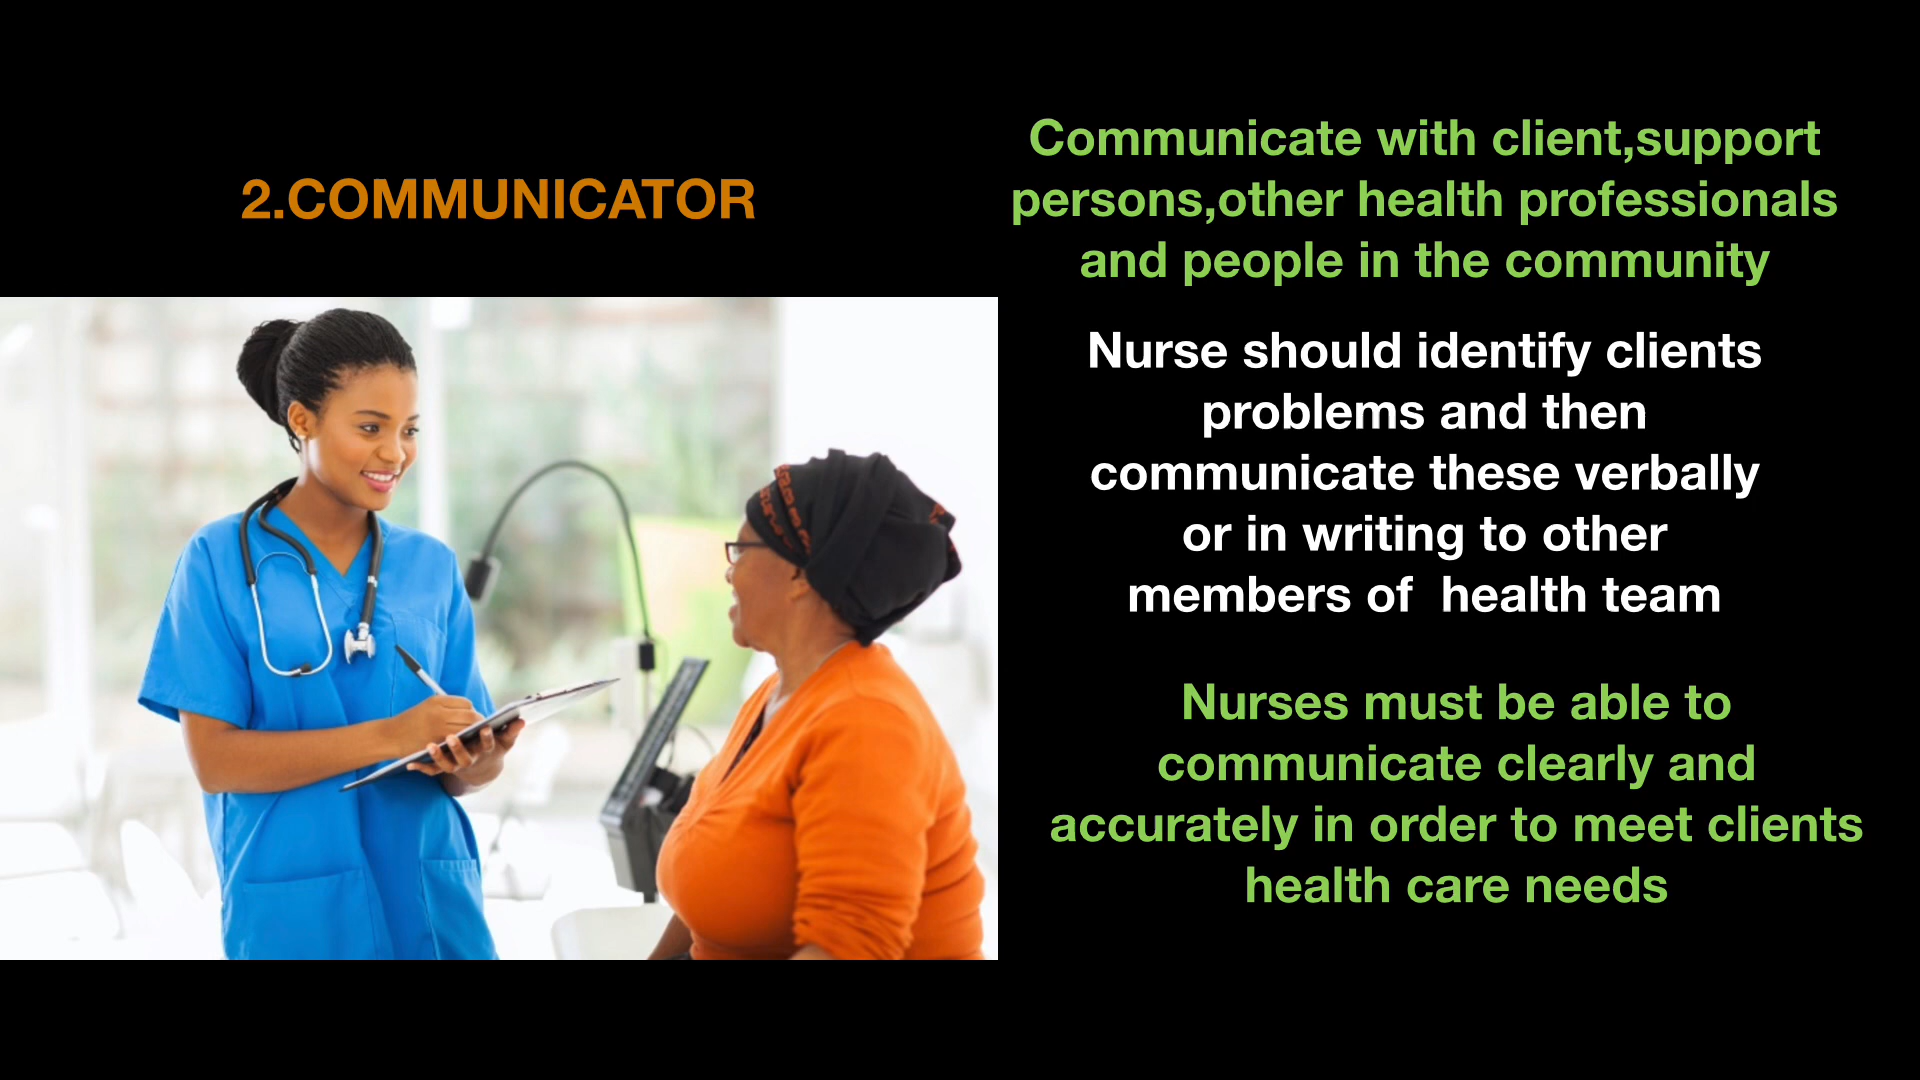 2.COMMUNICATOR
Communicate with client,support
persons,other health professionals
and people in the community
Nurse should identify clients
problems and then
communicate these verbally
or in writing to other
members of  health team
Nurses must be able to
communicate clearly and
accurately in order to meet clients
health care needs